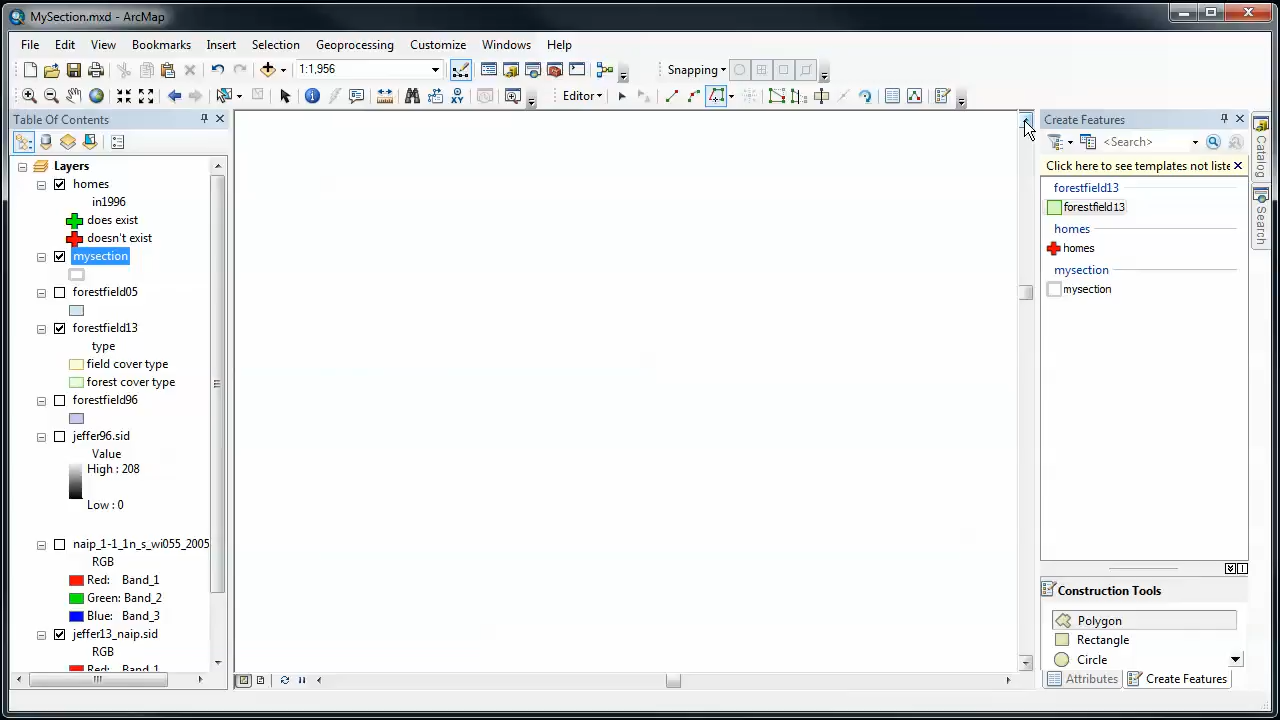 MySection.mxd - ArcMap
File Edit View Bookmarks Insert Selection Geoprocessing Customize Windows Help
1:1,956
Snapping
Editor
Table Of Contents
Layers
homes
in1996
does exist
doesn't exist
mysection
forestfield05
forestfield13
type
field cover type
forest cover type
forestfield96
jeffer96.sid
Value
High : 208
Low : 0
naip_1-1_1n_s_wi055_2005
RGB
Red: Band_1
Green: Band_2
Blue: Band_3
jeffer13_naip.sid
RGB
Red: Band_1
Create Features
<Search>
Click here to see templates not liste
forestfield13
forestfield13
homes
homes
mysection
mysection
Construction Tools
Polygon
Rectangle
Circle
Attributes Create Features
Catalog
Search